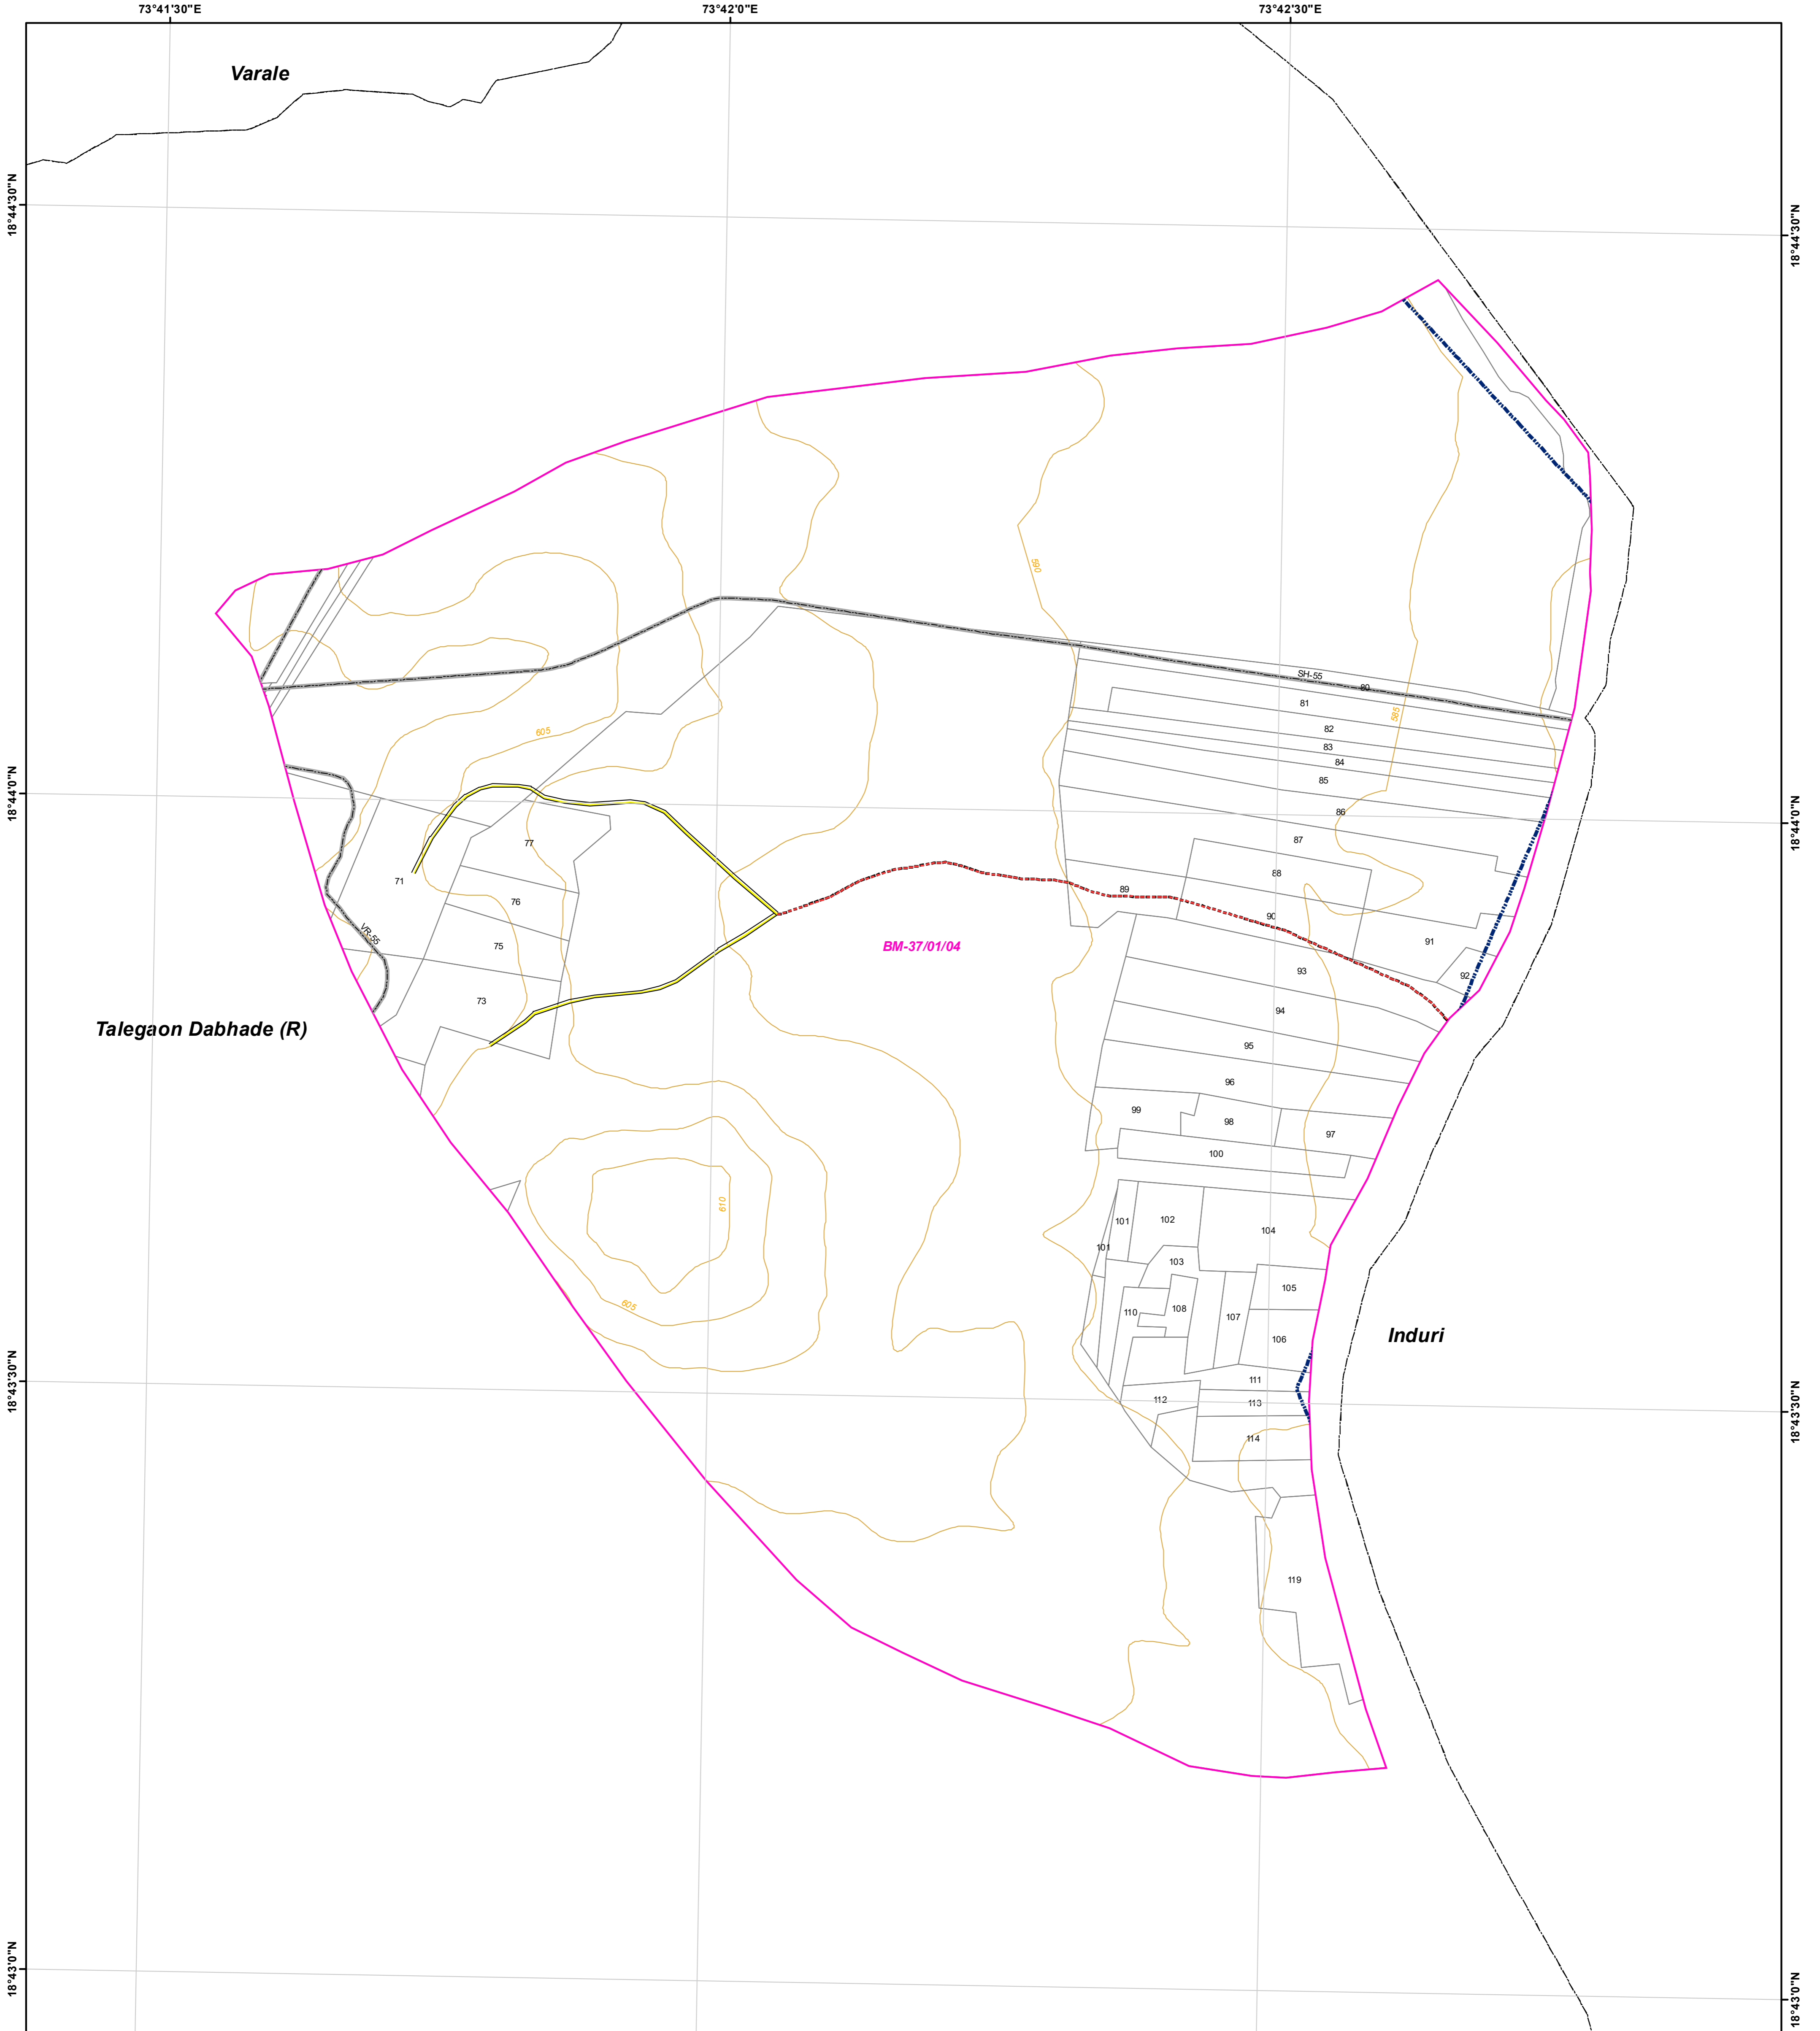 73°41'30"E
73°42'0"E
73°42'30"E
Varale
18°44'30"N
18°44'30"N
590
SH-55
80
81
585
82
605
83
84
85
18°44'0"N
18°44'0"N
86
87
77
88
71
89
76
90
VR-55
91
75
BM-37/01/04
93
92
73
94
Talegaon Dabhade (R)
95
96
99
98
97
100
610
101
102
104
101
103
105
605
110
108
107
106
Induri
18°43'30"N
111
112
113
18°43'30"N
114
119
18°43'0"N
18°43'0"N